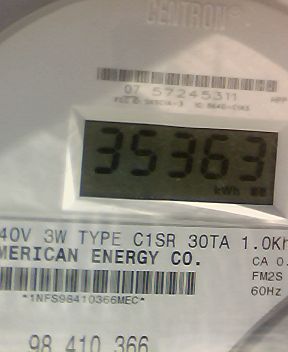 CENTRON®
07 57245311
35363
kWh
40V 3W TYPE C1SR 30TA 1.0Kh
MERICAN ENERGY CO.
CA 0.
FM2S
*1NFS98410366MEC*
60Hz
98 410 366